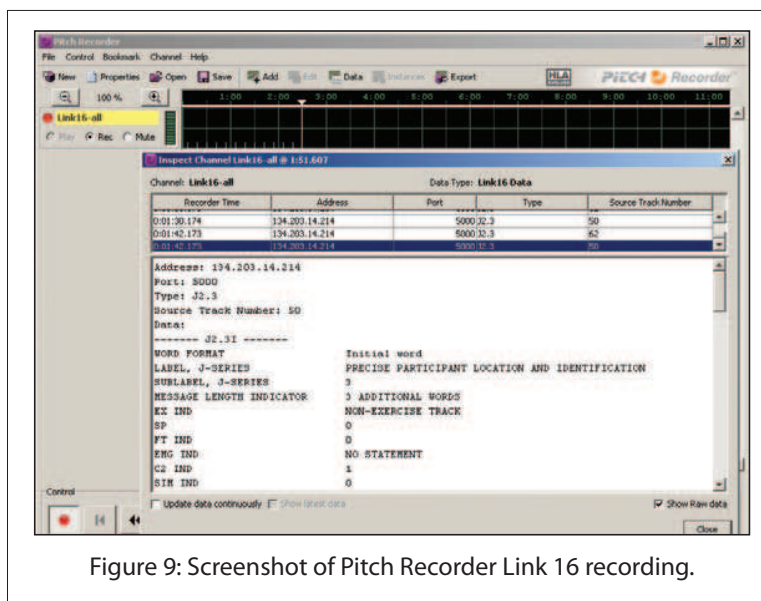 Pitch Recorder
File Control Bookmark Channel Help
New Properties Open Save Add Edit Data Instances Export HLA PITCH Recorder
100 % 1:00 2:00 3:00 4:00 5:00 6:00 7:00 8:00 9:00 10:00 11:00
Link16-all
Play Rec Mute
Inspect Channel Link16-all @ 1:51.607
Channel: Link16-all Data Type: Link16 Data
Recorder Time Address Port Type Source Track Number
0:01:30.174 134.203.14.214 5000 J2.3 50
0:01:42.173 134.203.14.214 5000 J2.3 62
0:01:42.173 134.203.14.214 5000 J2.3 50
Address: 134.203.14.214
Port: 5000
Type: J2.3
Source Track Number: 50
Data:
------- J2.3I -------
WORD FORMAT Initial word
LABEL, J-SERIES PRECISE PARTICIPANT LOCATION AND IDENTIFICATION
SUBLABEL, J-SERIES 3
MESSAGE LENGTH INDICATOR 3 ADDITIONAL WORDS
EX IND NON-EXERCISE TRACK
SP 0
FT IND 0
EMG IND NO STATEMENT
C2 IND 1
SIM IND 0
Control
Update data continuously Show latest data Show Raw data
Close
Figure 9: Screenshot of Pitch Recorder Link 16 recording.